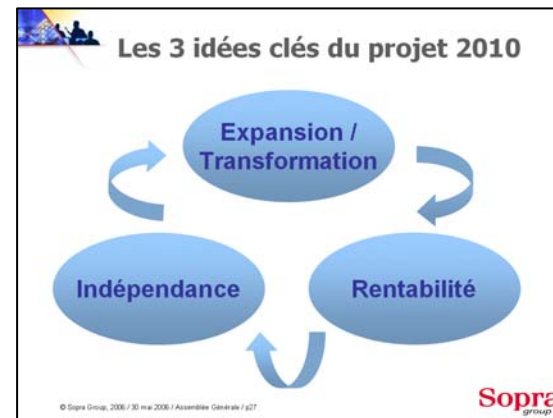 Les 3 idées clés du projet 2010
Expansion /
Transformation
Indépendance
Rentabilité
© Sopra Group, 2006 / 30 mai 2006 / Assemblée Générale / p27
Sopra
group